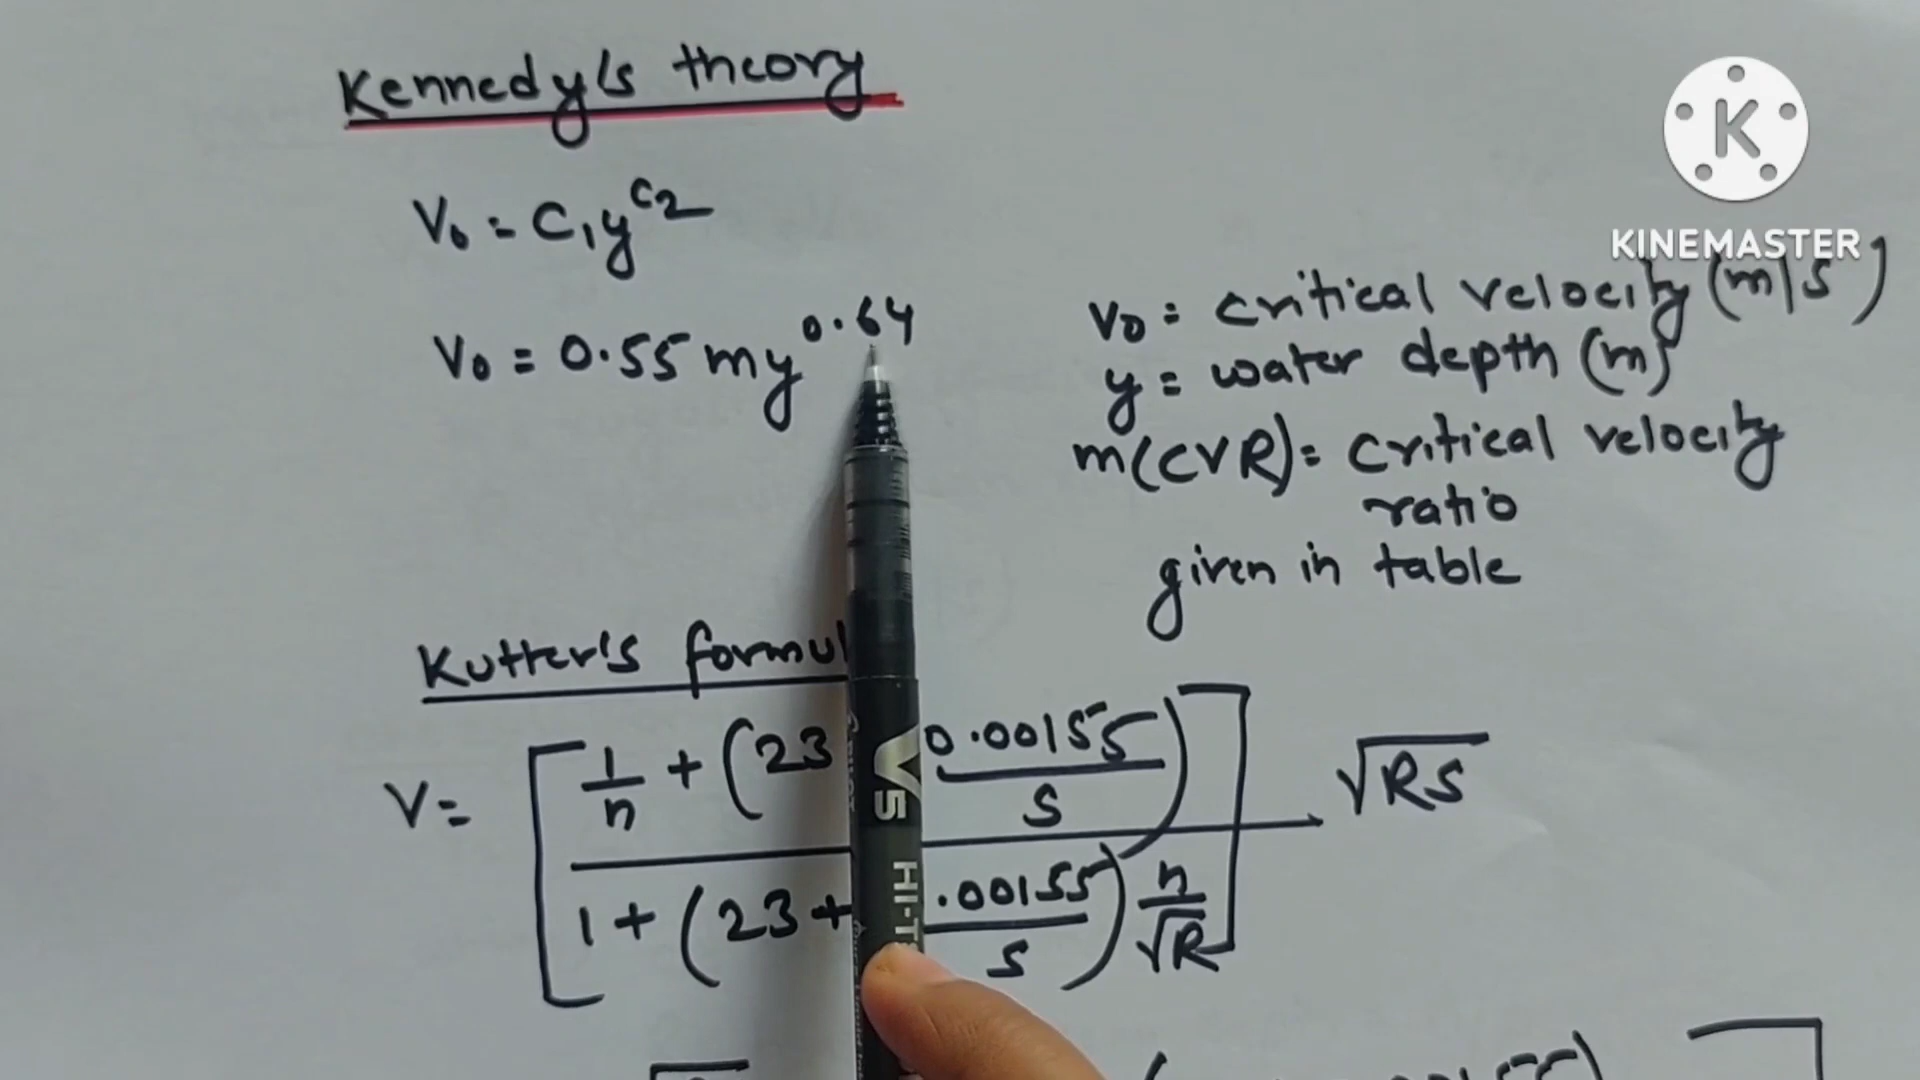 Kennedy's theory
V₀ = C₁y^C₂
V₀ = 0.55 my^0.64
V₀ = critical velocity (m/s)
y = water depth (m)
m(CVR) = critical velocity
ratio
given in table
Kutter's formul
V = [ 1/n + (23 0.00155/S) / 1 + (23 + .00155/S) n/√R ] √RS
K
KINEMASTER
V5
HI-T